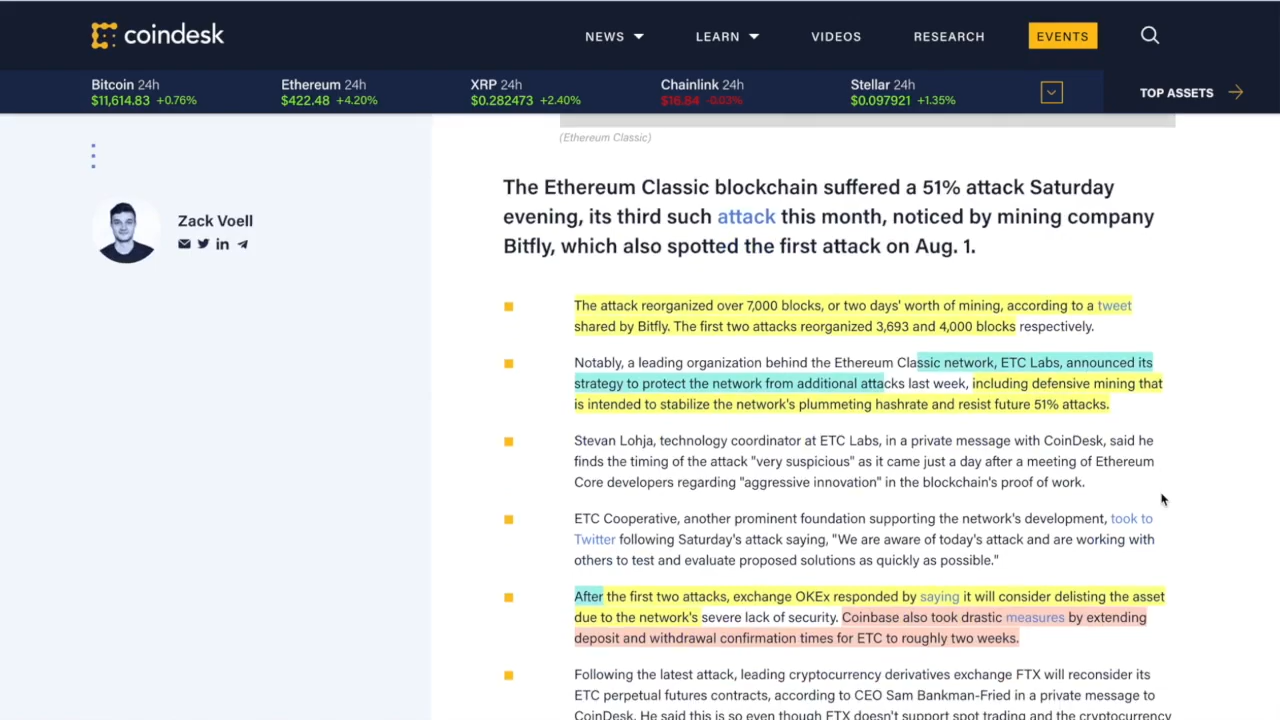 coindesk
NEWS LEARN VIDEOS RESEARCH EVENTS
Bitcoin 24h Ethereum 24h XRP 24h Chainlink 24h Stellar 24h
$11,614.83 +0.76% $422.48 +4.20% $0.282473 +2.40% $16.84 -0.03% $0.097921 +1.35%
TOP ASSETS
(Ethereum Classic)
Zack Voell
The Ethereum Classic blockchain suffered a 51% attack Saturday
evening, its third such attack this month, noticed by mining company
Bitfly, which also spotted the first attack on Aug. 1.
The attack reorganized over 7,000 blocks, or two days' worth of mining, according to a tweet
shared by Bitfly. The first two attacks reorganized 3,693 and 4,000 blocks respectively.
Notably, a leading organization behind the Ethereum Classic network, ETC Labs, announced its
strategy to protect the network from additional attacks last week, including defensive mining that
is intended to stabilize the network's plummeting hashrate and resist future 51% attacks.
Stevan Lohja, technology coordinator at ETC Labs, in a private message with CoinDesk, said he
finds the timing of the attack "very suspicious" as it came just a day after a meeting of Ethereum
Core developers regarding "aggressive innovation" in the blockchain's proof of work.
ETC Cooperative, another prominent foundation supporting the network's development, took to
Twitter following Saturday's attack saying, "We are aware of today's attack and are working with
others to test and evaluate proposed solutions as quickly as possible."
After the first two attacks, exchange OKEx responded by saying it will consider delisting the asset
due to the network's severe lack of security. Coinbase also took drastic measures by extending
deposit and withdrawal confirmation times for ETC to roughly two weeks.
Following the latest attack, leading cryptocurrency derivatives exchange FTX will reconsider its
ETC perpetual futures contracts, according to CEO Sam Bankman-Fried in a private message to
CoinDesk. He said this is so even though FTX doesn't support spot trading and the cryptocurrency